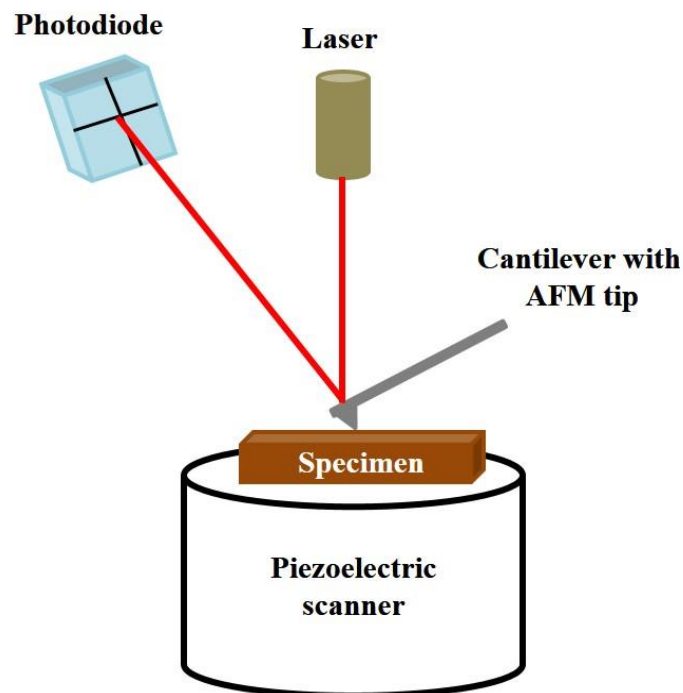 Photodiode
Laser
Cantilever with
AFM tip
Specimen
Piezoelectric
scanner